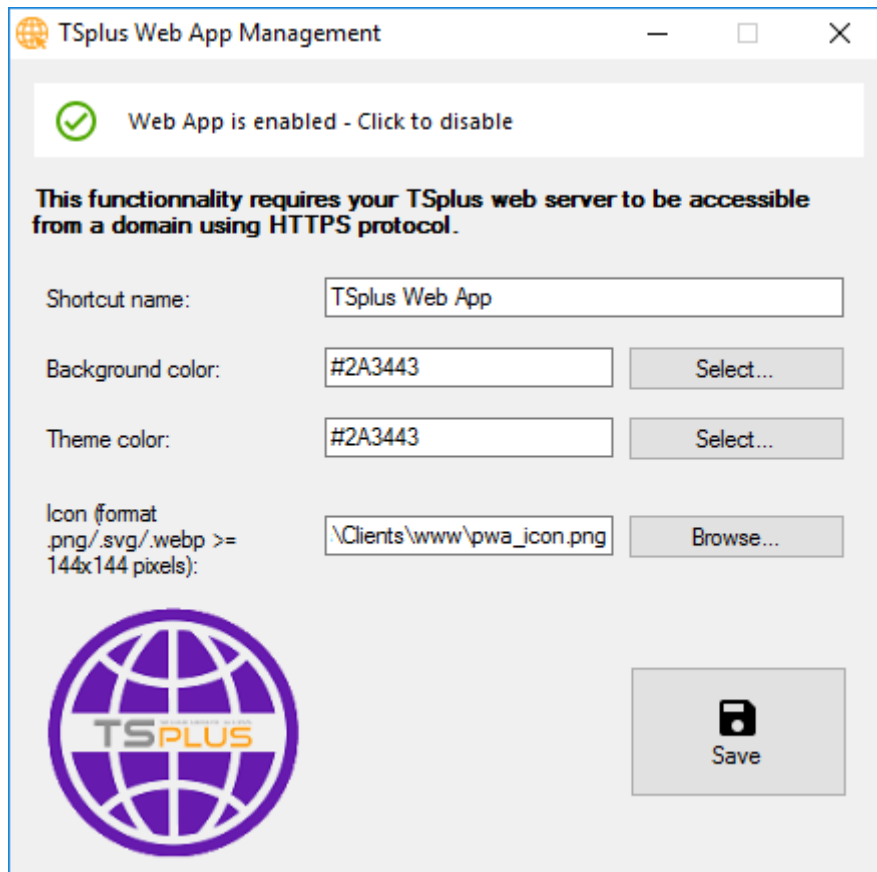 TSplus Web App Management
Web App is enabled - Click to disable
This functionnality requires your TSplus web server to be accessible
from a domain using HTTPS protocol.
Shortcut name:
TSplus Web App
Background color:
#2A3443
Select...
Theme color:
#2A3443
Select...
Icon (format
.png/.svg/.webp >=
144x144 pixels):
\Clients\www\pwa_icon.png
Browse...
TSPLUS
Save